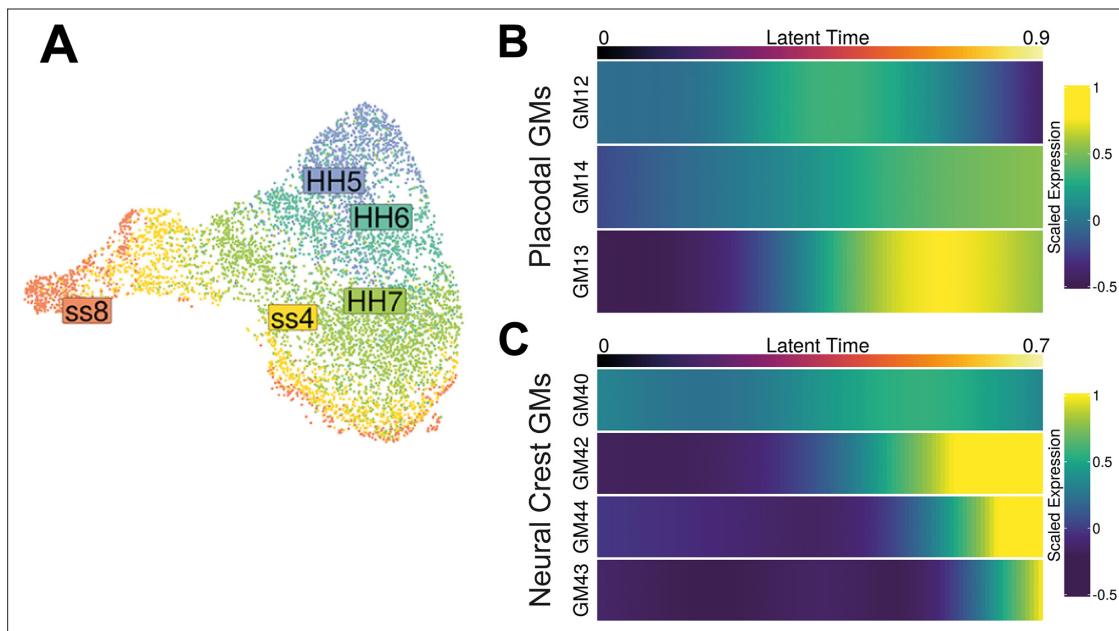 A
HH5
HH6
HH7
ss4
ss8
B
0 Latent Time 0.9
Placodal GMs
GM12
GM14
GM13
Scaled Expression
1
0.5
0
-0.5
C
0 Latent Time 0.7
Neural Crest GMs
GM40
GM42
GM44
GM43
Scaled Expression
1
0.5
0
-0.5